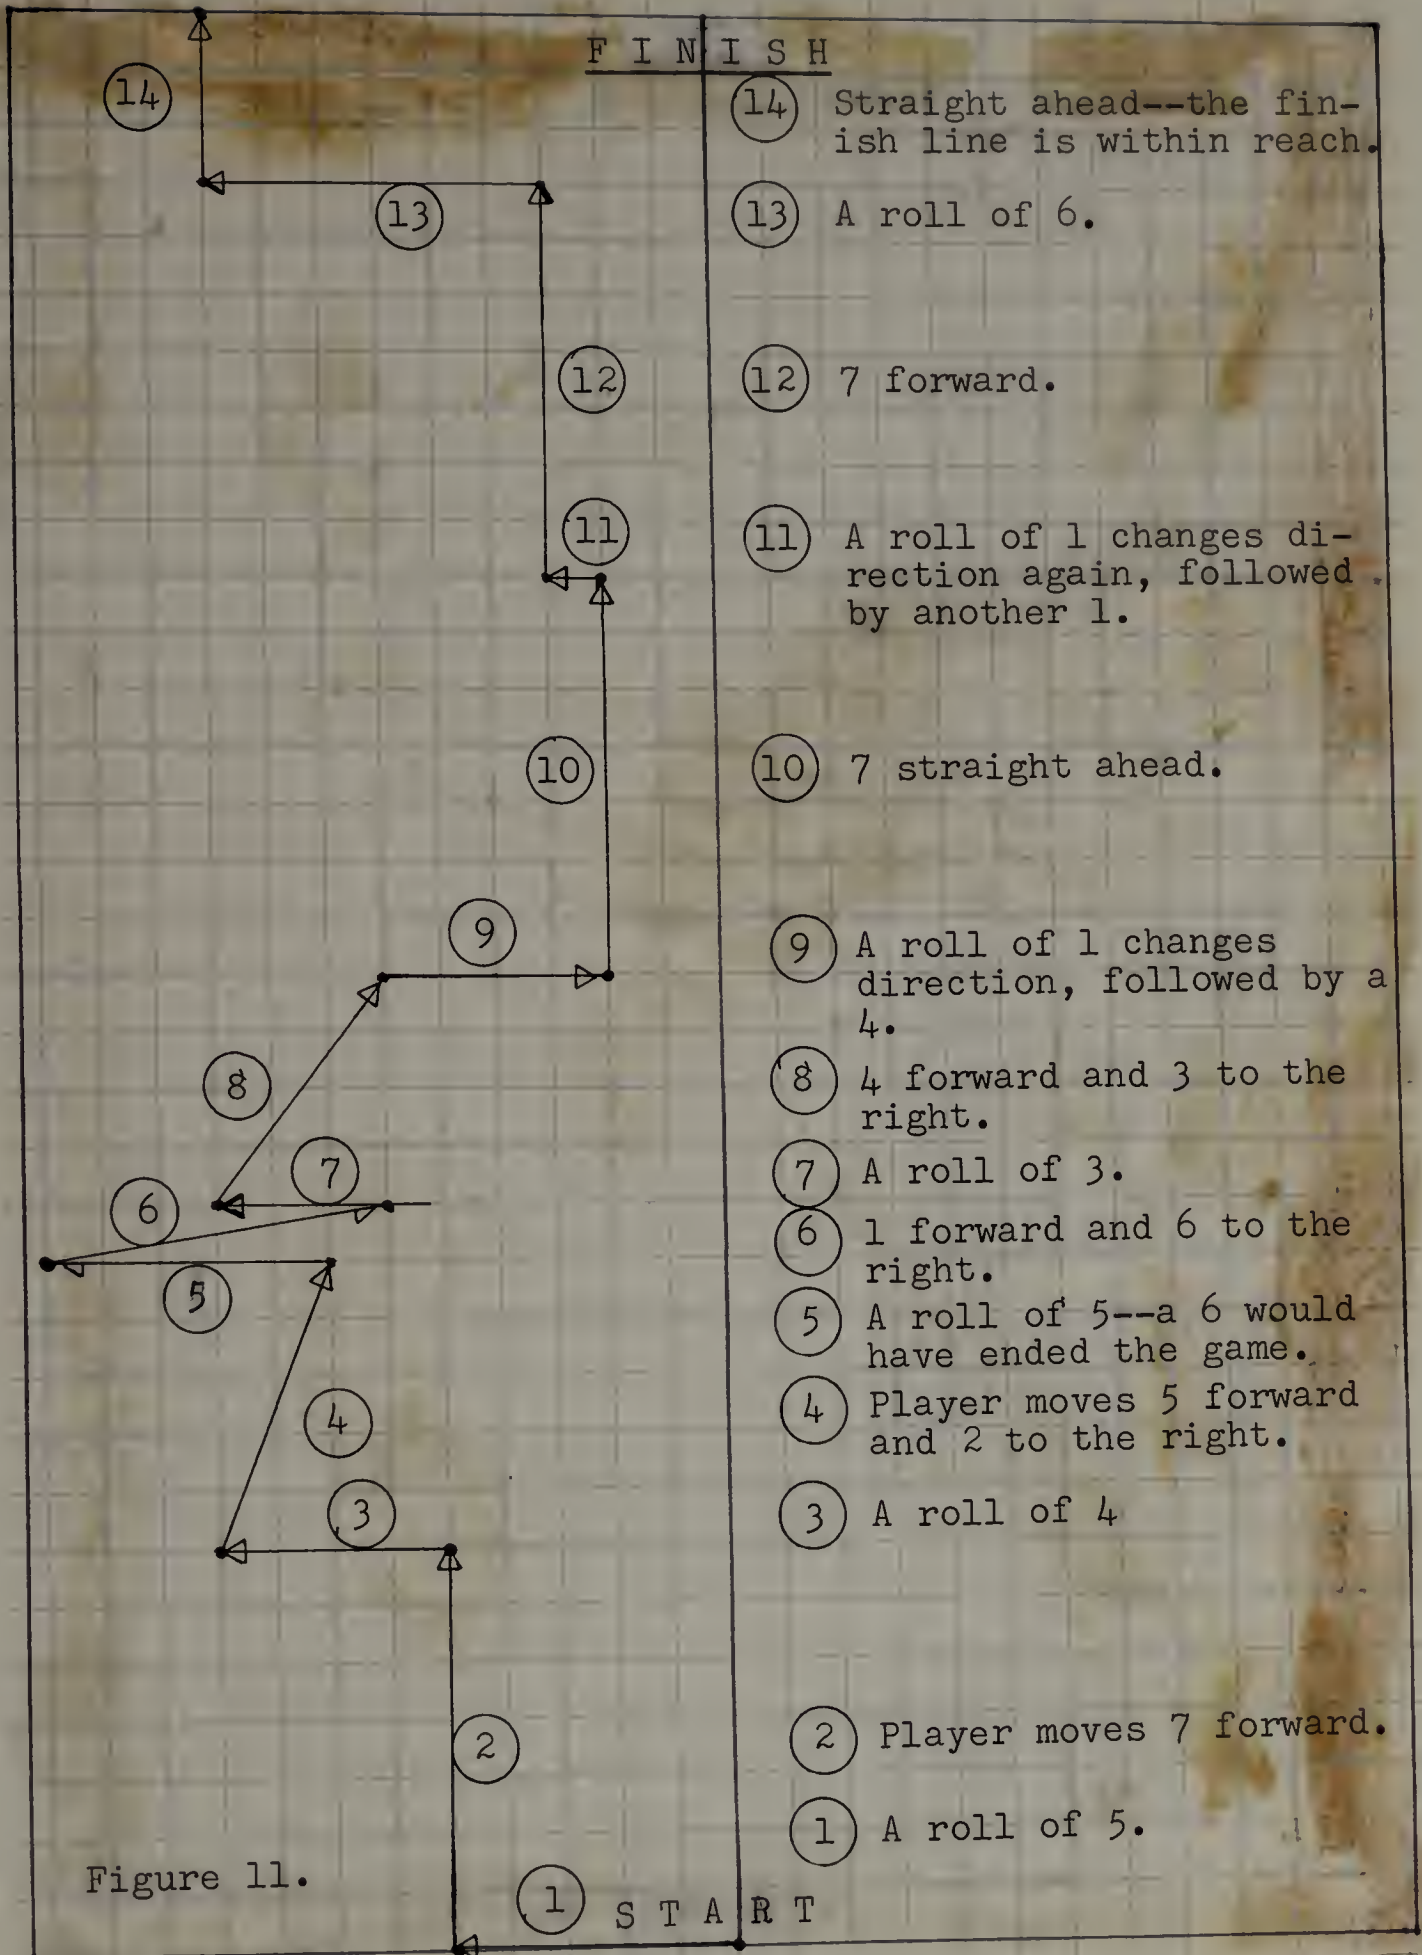 F I N I S H
14
14 Straight ahead--the fin-
ish line is within reach.
13
13 A roll of 6.
12
12 7 forward.
11
11 A roll of 1 changes di-
rection again, followed
by another 1.
10
10 7 straight ahead.
9
9 A roll of 1 changes
direction, followed by a
4.
8
8 4 forward and 3 to the
right.
7
7 A roll of 3.
6
6 1 forward and 6 to the
right.
5
5 A roll of 5--a 6 would
have ended the game.
4
4 Player moves 5 forward
and 2 to the right.
3
3 A roll of 4
2
2 Player moves 7 forward.
1 A roll of 5.
Figure 11.
1
S T A R T